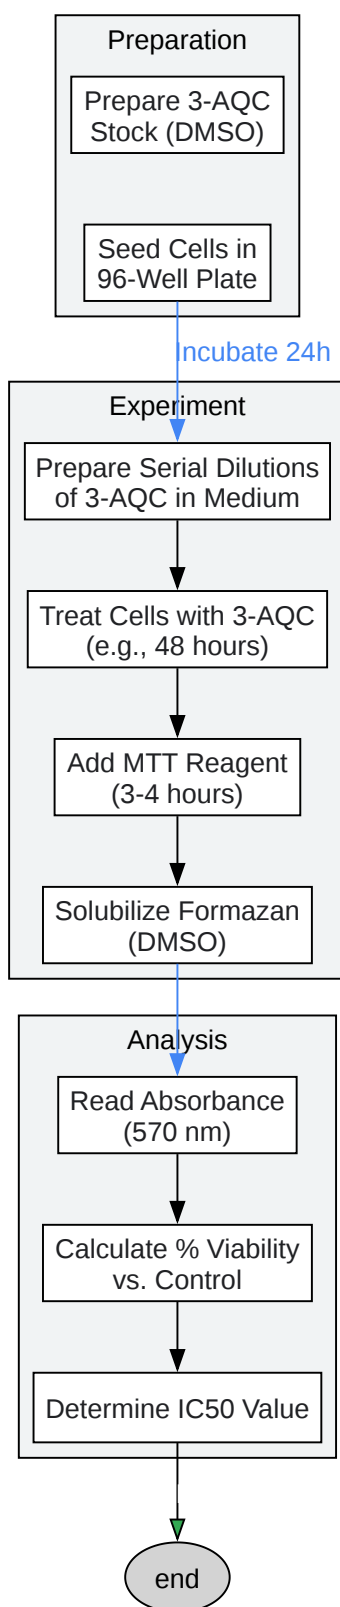 Preparation
Prepare 3-AQC
Stock (DMSO)
Seed Cells in
96-Well Plate
Incubate 24h
Experiment
Prepare Serial Dilutions
of 3-AQC in Medium
Treat Cells with 3-AQC
(e.g., 48 hours)
Add MTT Reagent
(3-4 hours)
Solubilize Formazan
(DMSO)
Analysis
Read Absorbance
(570 nm)
Calculate % Viability
vs. Control
Determine IC50 Value
end